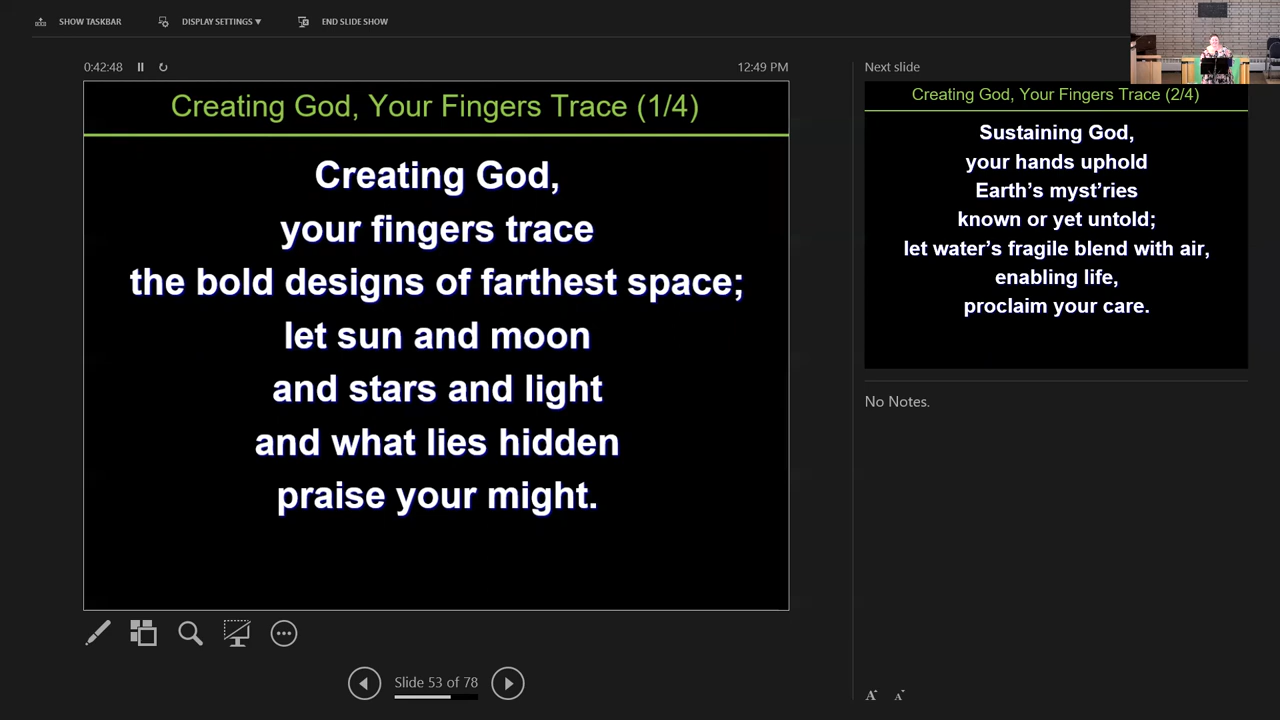 SHOW TASKBAR
DISPLAY SETTINGS ▼
END SLIDE SHOW
0:42:48
12:49 PM
Creating God, Your Fingers Trace (1/4)
Creating God,
your fingers trace
the bold designs of farthest space;
let sun and moon
and stars and light
and what lies hidden
praise your might.
Slide 53 of 78
Next slide
Creating God, Your Fingers Trace (2/4)
Sustaining God,
your hands uphold
Earth’s myst’ries
known or yet untold;
let water’s fragile blend with air,
enabling life,
proclaim your care.
No Notes.
A A